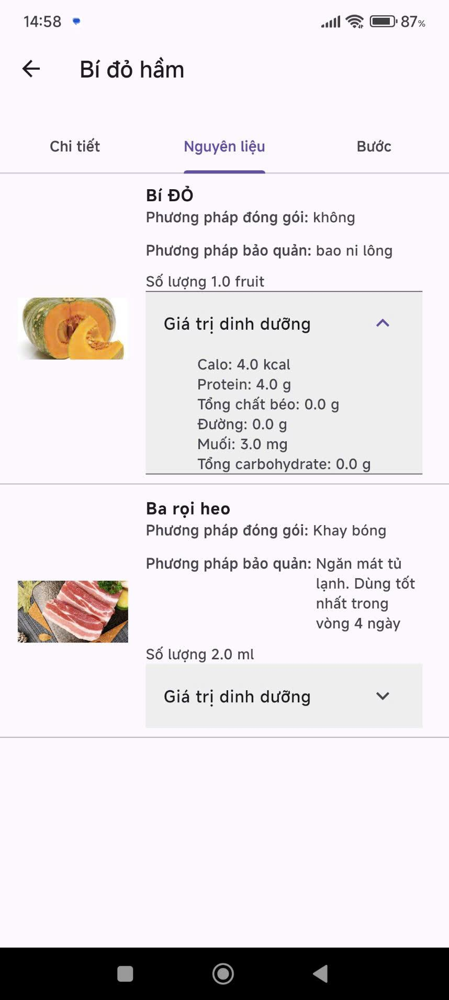 14:58
87%
Bí đỏ hầm
Chi tiết
Nguyên liệu
Bước
Bí ĐỎ
Phương pháp đóng gói: không
Phương pháp bảo quản: bao ni lông
Số lượng 1.0 fruit
Giá trị dinh dưỡng
Calo: 4.0 kcal
Protein: 4.0 g
Tổng chất béo: 0.0 g
Đường: 0.0 g
Muối: 3.0 mg
Tổng carbohydrate: 0.0 g
Ba rọi heo
Phương pháp đóng gói: Khay bóng
Phương pháp bảo quản: Ngăn mát tủ
lạnh. Dùng tốt
nhất trong
vòng 4 ngày
Số lượng 2.0 ml
Giá trị dinh dưỡng